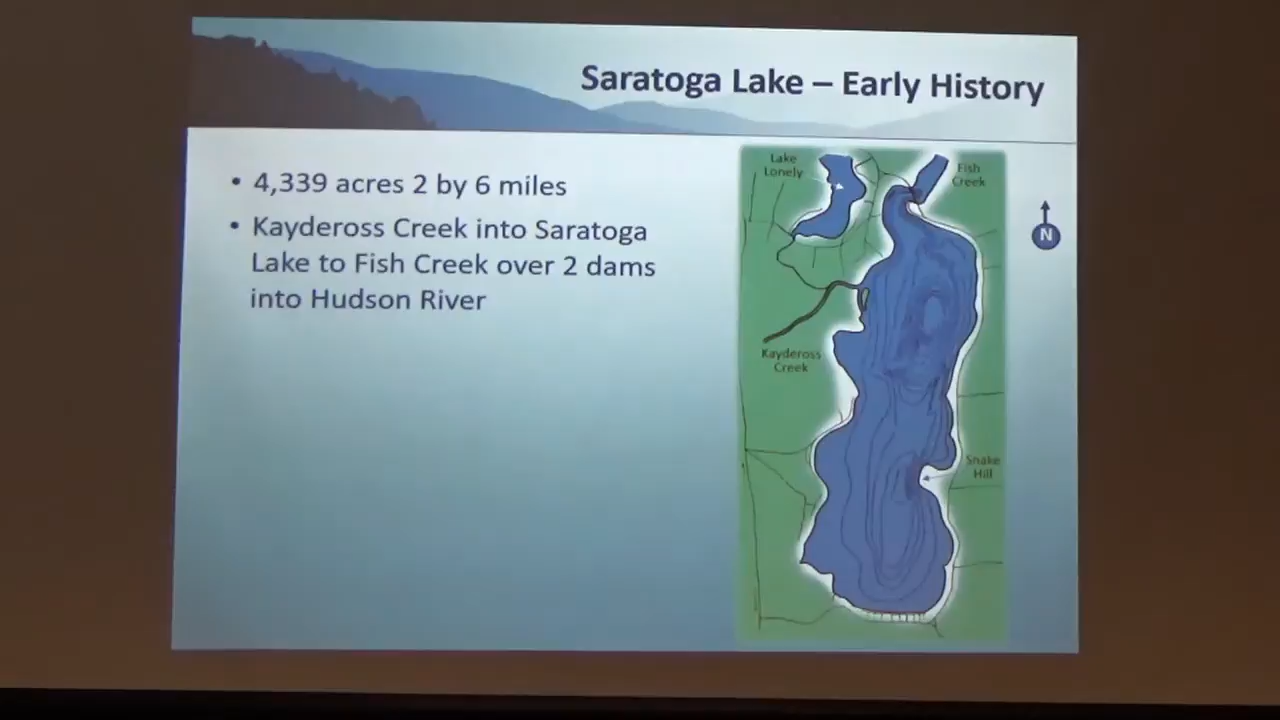 Saratoga Lake – Early History
• 4,339 acres 2 by 6 miles
• Kaydeross Creek into Saratoga
Lake to Fish Creek over 2 dams
into Hudson River
Lake
Lonely
Fish
Creek
N
Kaydeross
Creek
Snake
Hill